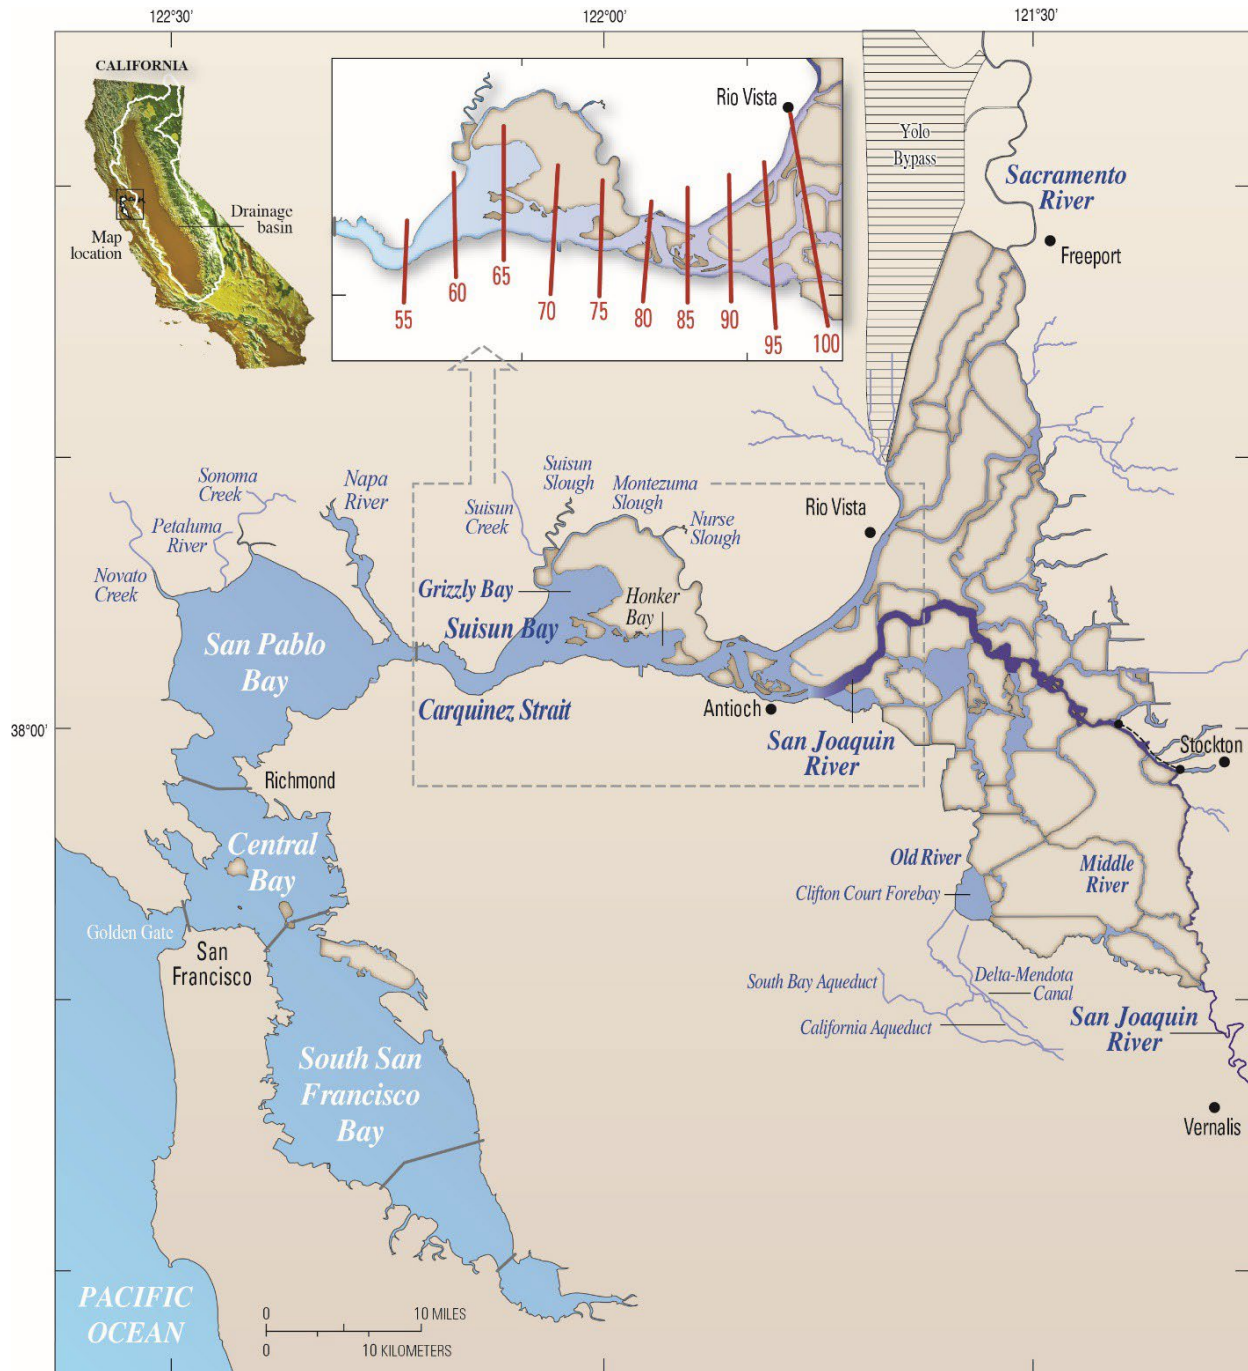 122°30'
122°00'
121°30'
CALIFORNIA
Map
location
Drainage
basin
Rio Vista
55
60
65
70
75
80
85
90
95
100
Yolo
Bypass
Sacramento
River
Freeport
Sonoma
Creek
Napa
River
Petaluma
River
Novato
Creek
Suisun
Creek
Suisun
Slough
Montezuma
Slough
Nurse
Slough
Rio Vista
Grizzly Bay
Suisun Bay
Honker
Bay
San Pablo
Bay
Carquinez Strait
Antioch
San Joaquin
River
Stockton
38°00'
Richmond
Central
Bay
Golden Gate
San
Francisco
Old River
Clifton Court Forebay
Middle
River
South Bay Aqueduct
Delta-Mendota
Canal
California Aqueduct
San Joaquin
River
Vernalis
South San
Francisco
Bay
PACIFIC
OCEAN
0
10 MILES
0
10 KILOMETERS